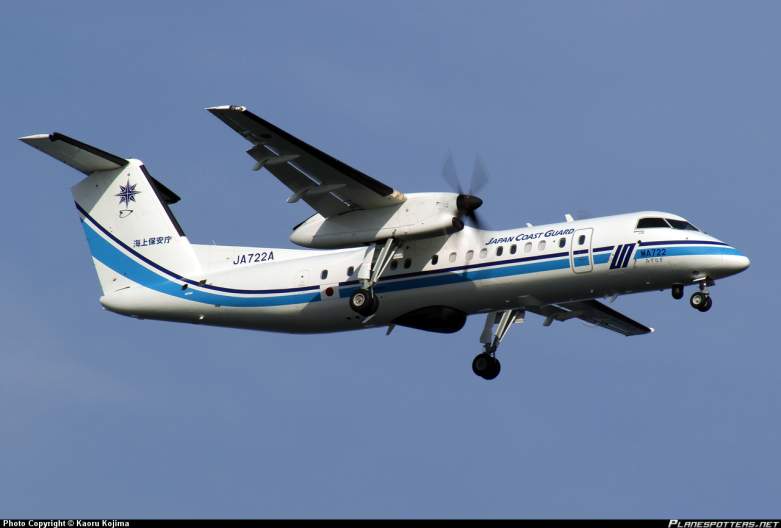 海上保安庁
JA722A
JAPAN COAST GUARD
MA722
Photo Copyright © Kaoru Kojima
PLANESPOTTERS.NET